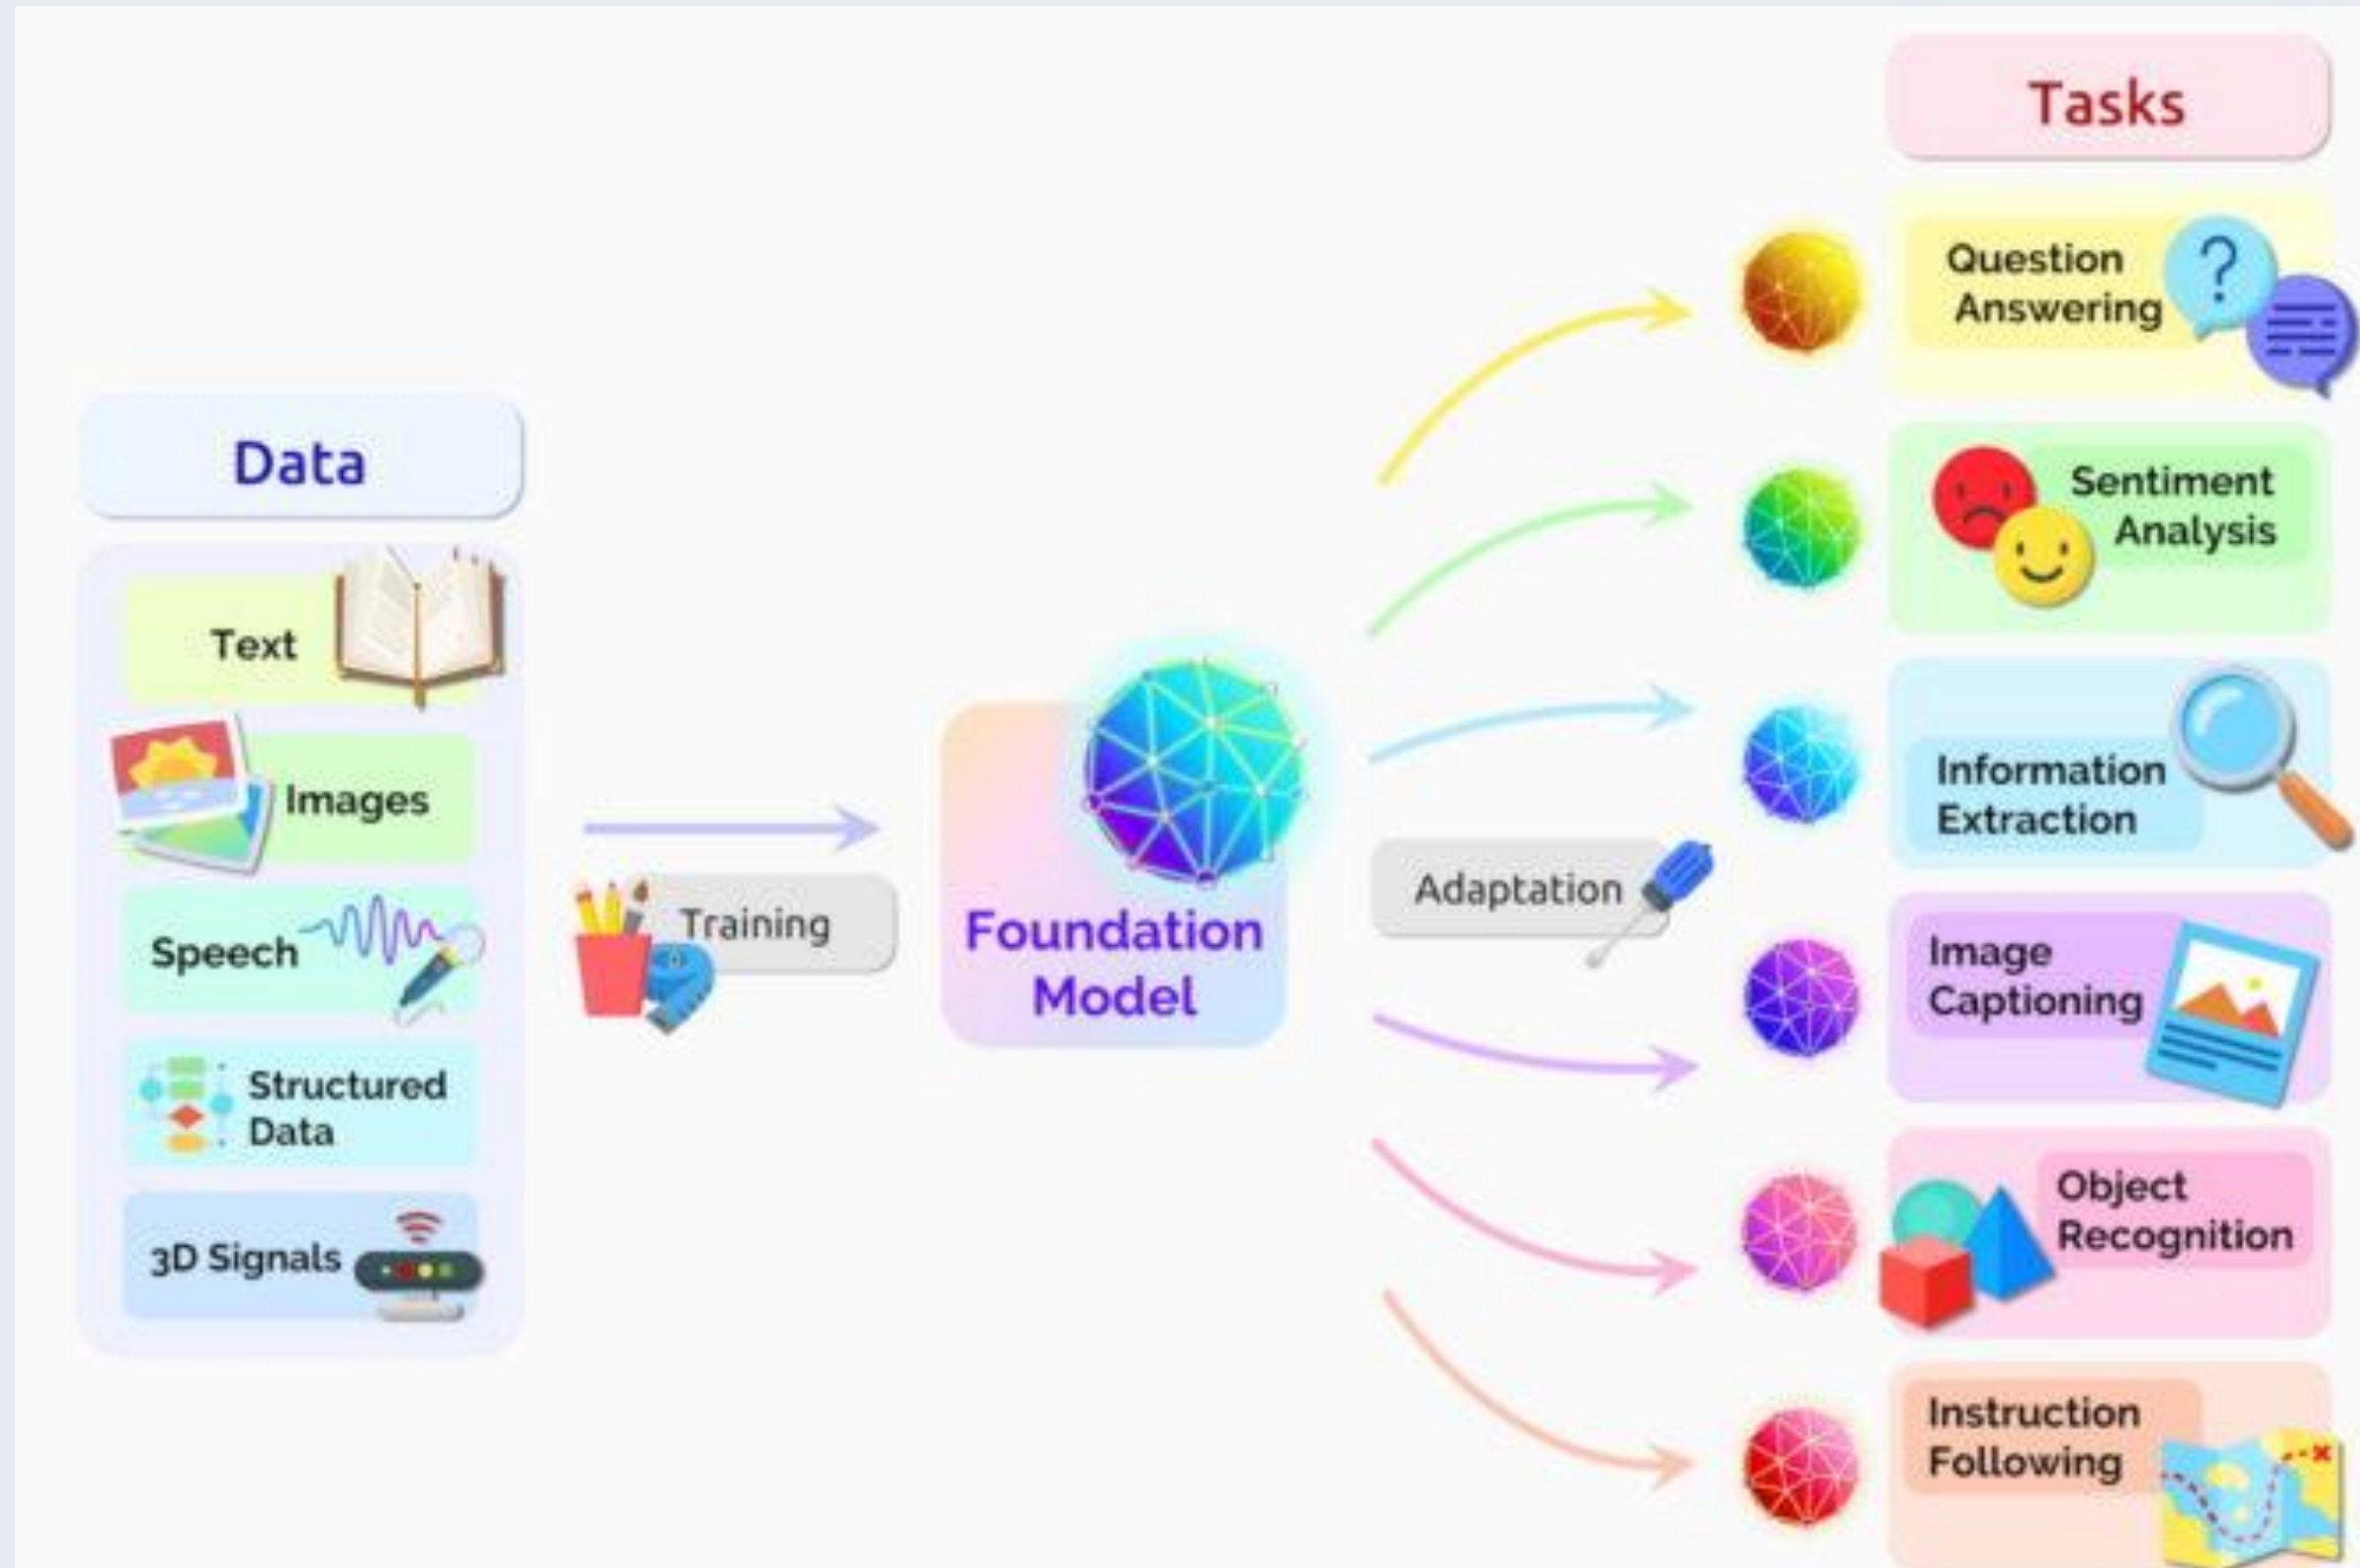 Data
Text
Images
Speech
Structured
Data
3D Signals
Training
Foundation
Model
Adaptation
Tasks
Question
Answering
Sentiment
Analysis
Information
Extraction
Image
Captioning
Object
Recognition
Instruction
Following